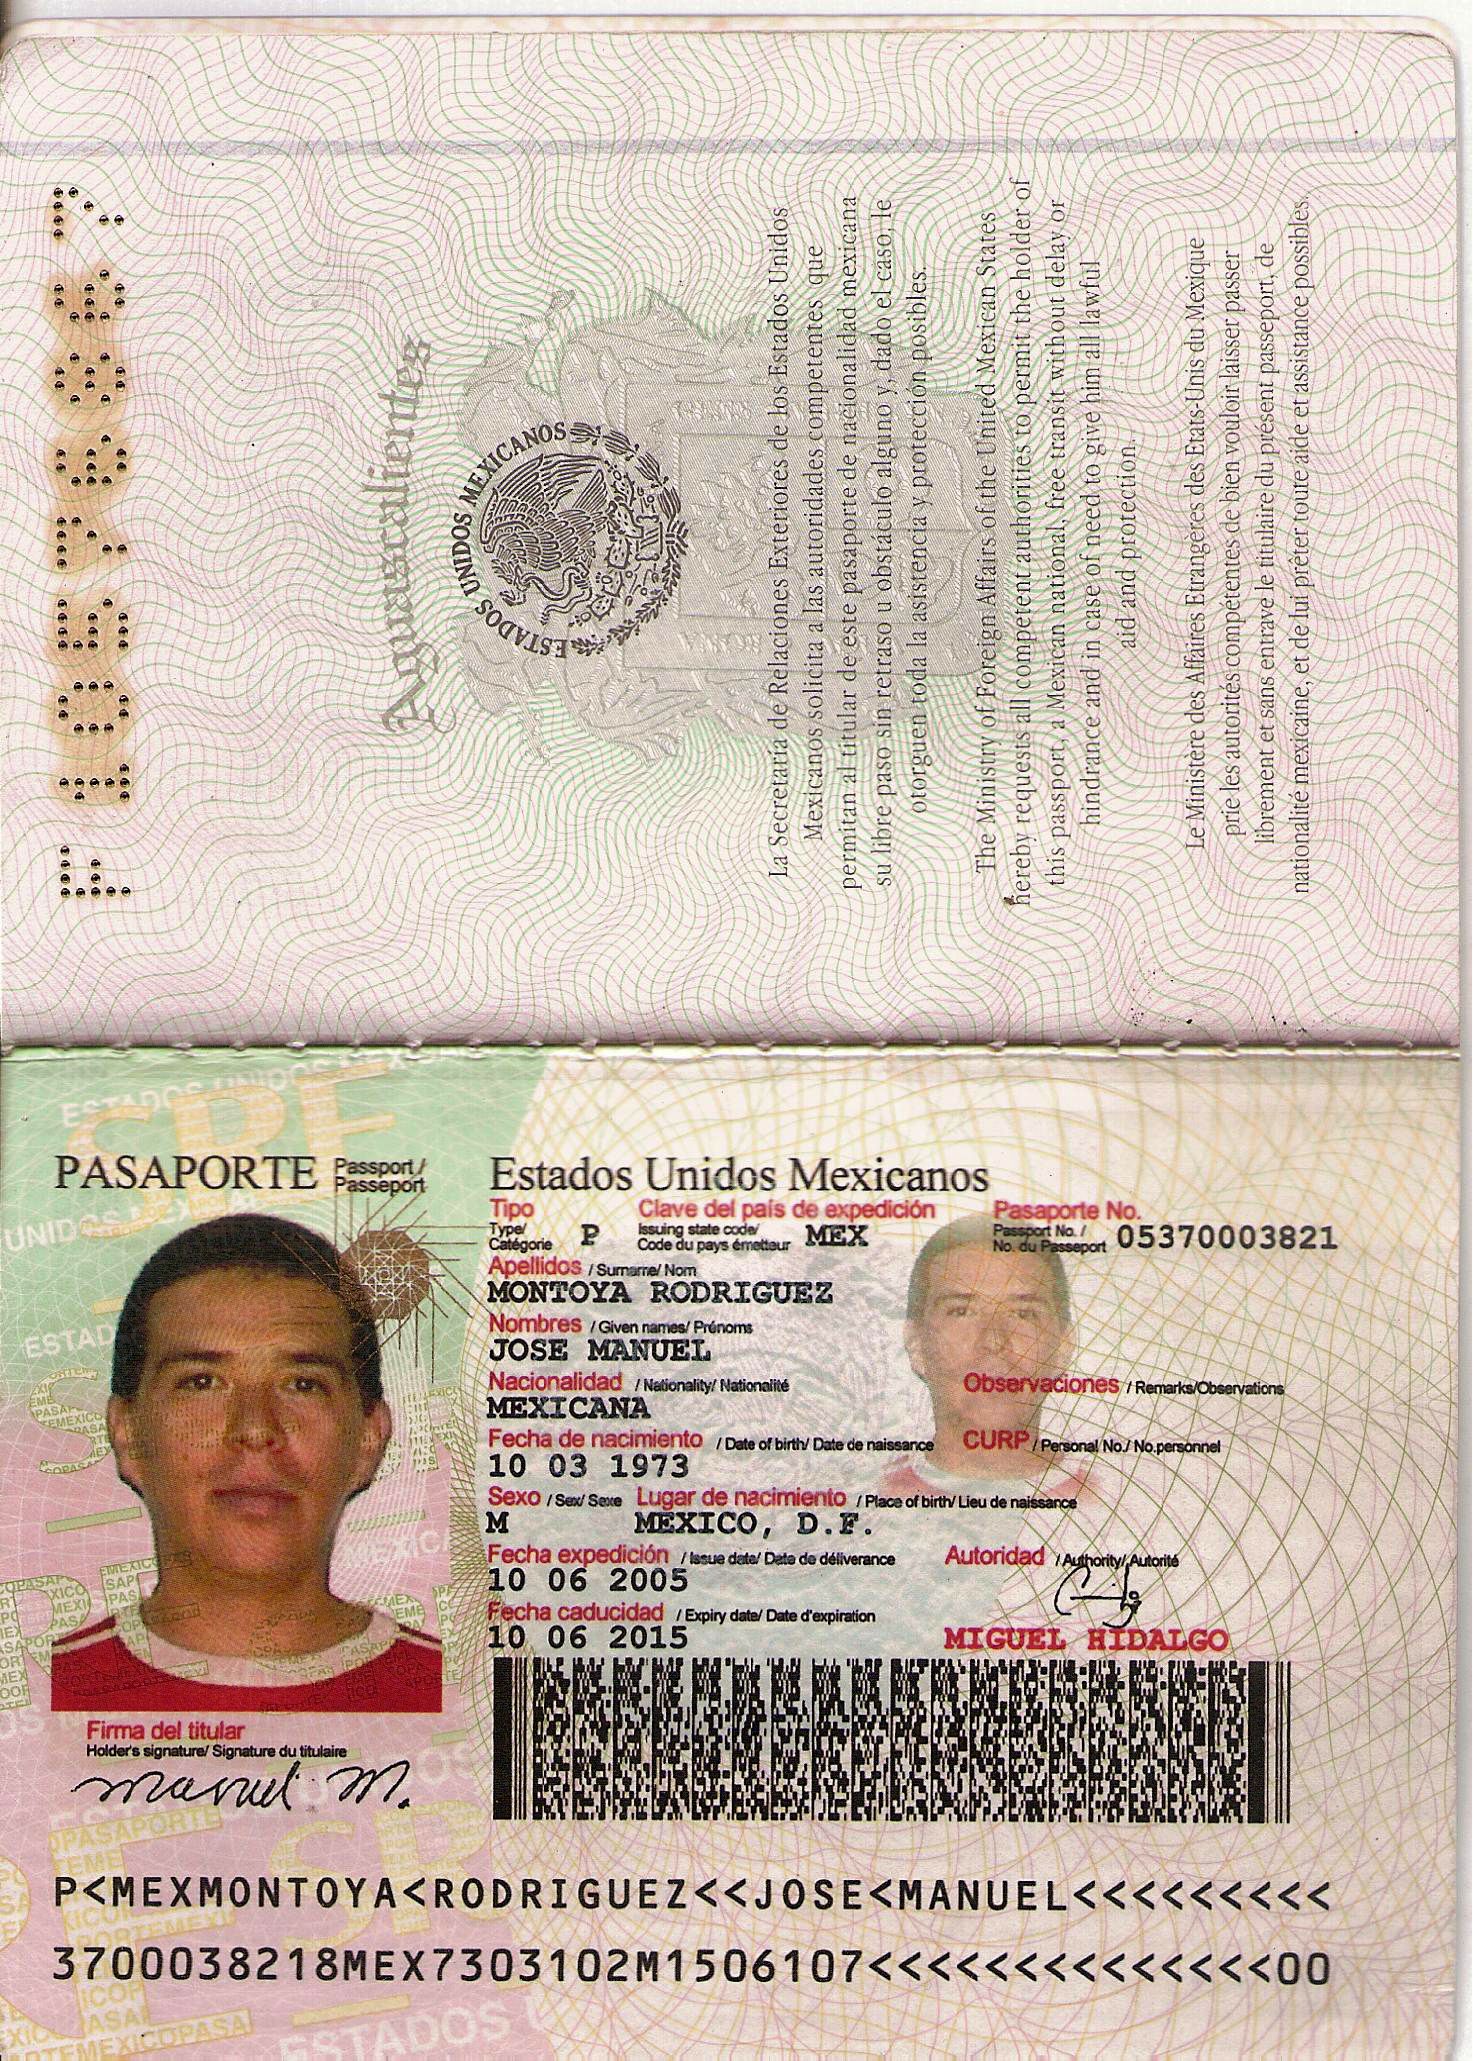 Aguascalientes
ESTADOS UNIDOS MEXICANOS
La Secretaría de Relaciones Exteriores de los Estados Unidos
Mexicanos solicita a las autoridades competentes que
permitan al titular de este pasaporte de nacionalidad mexicana
su libre paso sin retraso u obstáculo alguno y, dado el caso, le
otorguen toda la asistencia y protección posibles.
The Ministry of Foreign Affairs of the United Mexican States
hereby requests all competent authorities to permit the holder of
this passport, a Mexican national, free transit without delay or
hindrance and in case of need to give him all lawful
aid and protection.
Le Ministère des Affaires Etrangères des Etats-Unis du Mexique
prie les autorités compétentes de bien vouloir laisser passer
librement et sans entrave le titulaire du présent passeport, de
nationalité mexicaine, et de lui prêter toute aide et assistance possibles.
PASAPORTE Passport/ Passeport
Estados Unidos Mexicanos
Tipo Clave del país de expedición Pasaporte No.
Type/ Catégorie P Issuing state code/ Code du pays émetteur MEX Passport No./ No. du Passeport 05370003821
Apellidos / Surname/ Nom
MONTOYA RODRIGUEZ
Nombres / Given names/ Prénoms
JOSE MANUEL
Nacionalidad / Nationality/ Nationalité Observaciones / Remarks/Observations
MEXICANA
Fecha de nacimiento / Date of birth/ Date de naissance CURP / Personal No./ No.personnel
10 03 1973
Sexo / Sex/ Sexe Lugar de nacimiento / Place of birth/ Lieu de naissance
M MEXICO, D.F.
Fecha expedición / Issue date/ Date de déliverance Autoridad / Authority/ Autorité
10 06 2005
Fecha caducidad / Expiry date/ Date d'expiration
10 06 2015 MIGUEL HIDALGO
Firma del titular
Holder's signature/ Signature du titulaire
Manuel M.
P<MEXMONTOYA<RODRIGUEZ<<JOSE<MANUEL<<<<<<<<<
3700038218MEX7303102M1506107<<<<<<<<<<<<<<00